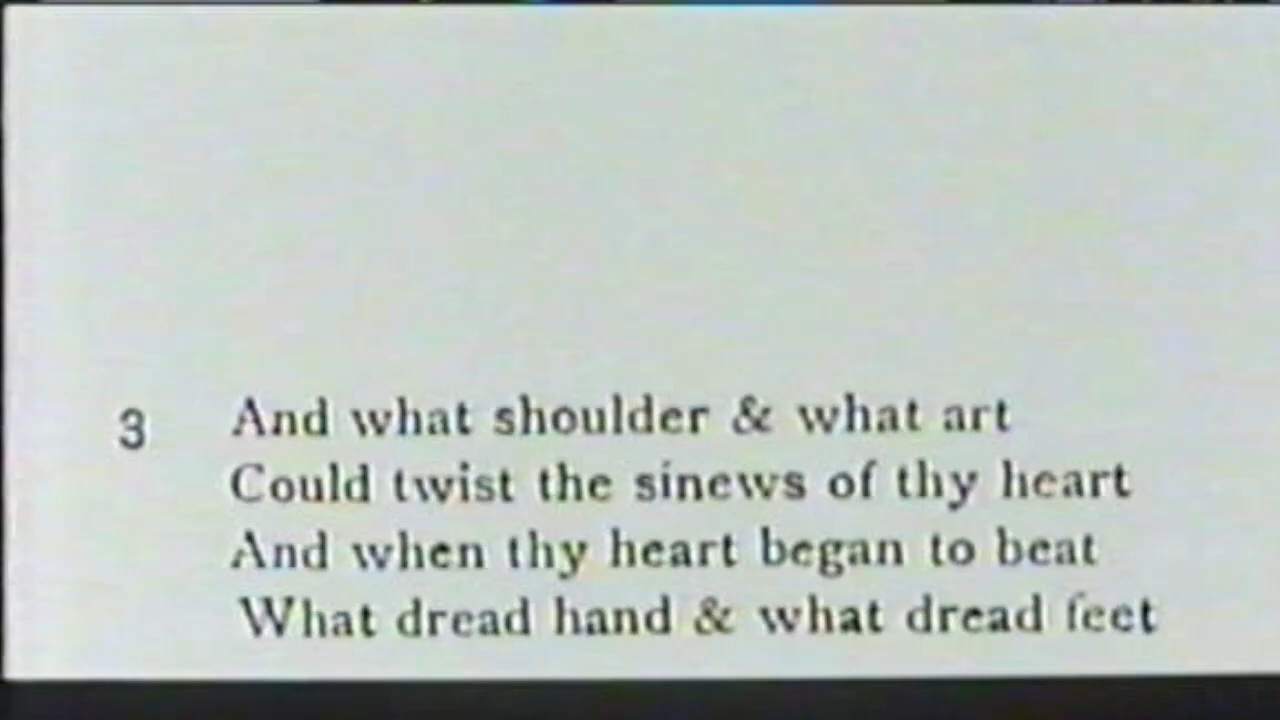 3 And what shoulder & what art
Could twist the sinews of thy heart
And when thy heart began to beat
What dread hand & what dread feet